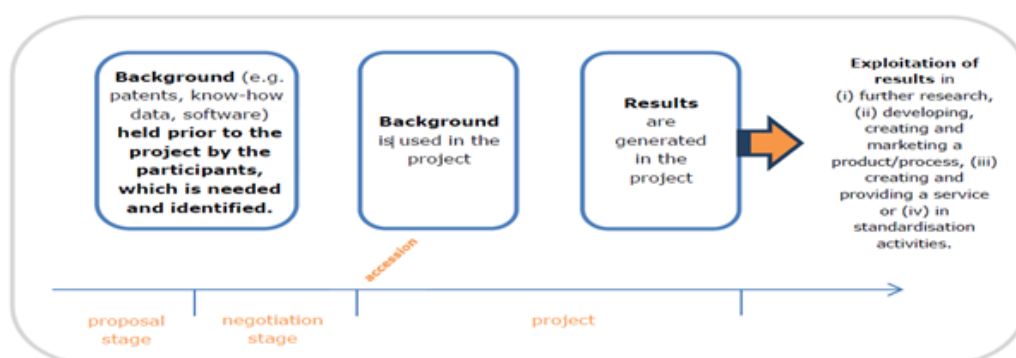 Background (e.g.
patents, know-how
data, software)
held prior to the
project by the
participants,
which is needed
and identified.
Background
is used in the
project
Results
are
generated
in the
project
Exploitation of
results in
(i) further research,
(ii) developing,
creating and
marketing a
product/process, (iii)
creating and
providing a service
or (iv) in
standardisation
activities.
accession
proposal
stage
negotiation
stage
project